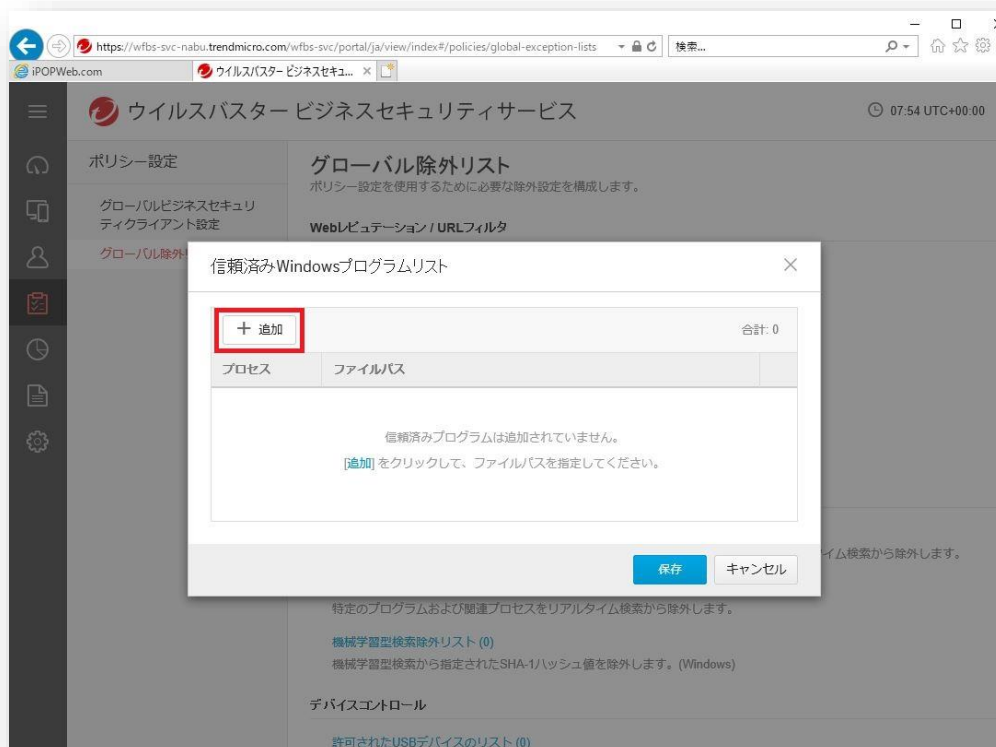 https://wfbs-svc-nabu.trendmicro.com/wfbs-svc/portal/ja/view/index#/policies/global-exception-lists
検索...
iPOPWeb.com
ウイルスバスター ビジネスセキュ...
ウイルスバスター ビジネスセキュリティサービス
07:54 UTC+00:00
ポリシー設定
グローバルビジネスセキュリ
ティクライアント設定
グローバル除外
グローバル除外リスト
ポリシー設定を使用するために必要な除外設定を構成します。
Webレピュテーション / URLフィルタ
信頼済みWindowsプログラムリスト
追加
合計: 0
プロセス
ファイルパス
信頼済みプログラムは追加されていません。
[追加] をクリックして、ファイルパスを指定してください。
保存
キャンセル
イム検索から除外します。
特定のプログラムおよび関連プロセスをリアルタイム検索から除外します。
機械学習型検索除外リスト (0)
機械学習型検索から指定されたSHA-1ハッシュ値を除外します。(Windows)
デバイスコントロール
許可されたUSBデバイスのリスト (0)